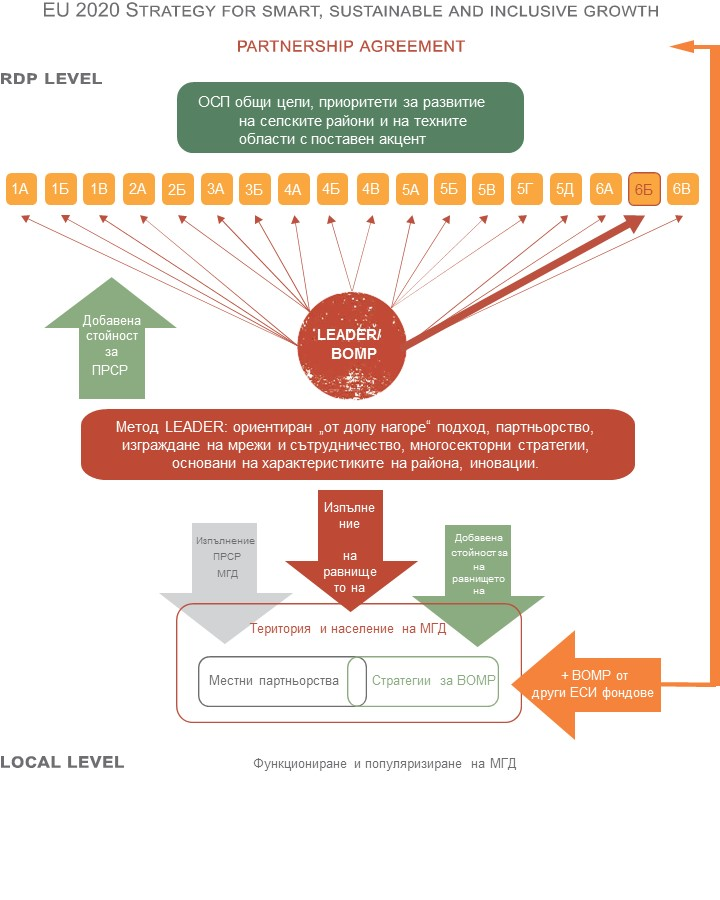 EU 2020 STRATEGY FOR SMART, SUSTAINABLE AND INCLUSIVE GROWTH
PARTNERSHIP AGREEMENT
RDP LEVEL
ОСП общи цели, приоритети за развитие
на селските райони и на техните
области с поставен акцент
1А 1Б 1В 2А 2Б 3А 3Б 4А 4Б 4В 5А 5Б 5В 5Г 5Д 6А 6Б 6В
LEADER/
ВОМР
Добавена
стойност
за
ПРСР
Метод LEADER: ориентиран „от долу нагоре“ подход, партньорство,
изграждане на мрежи и сътрудничество, многосекторни стратегии,
основани на характеристиките на района, иновации.
Изпълнение
ПРСР
МГД
Изпълне
ние
на
равнище
то на
Добавена
стойност за
на
равнището
на
Територия и население на МГД
Местни партньорства
Стратегии за ВОМР
+ ВОМР от
други ЕСИ фондове
LOCAL LEVEL
Функциониране и популяризиране на МГД